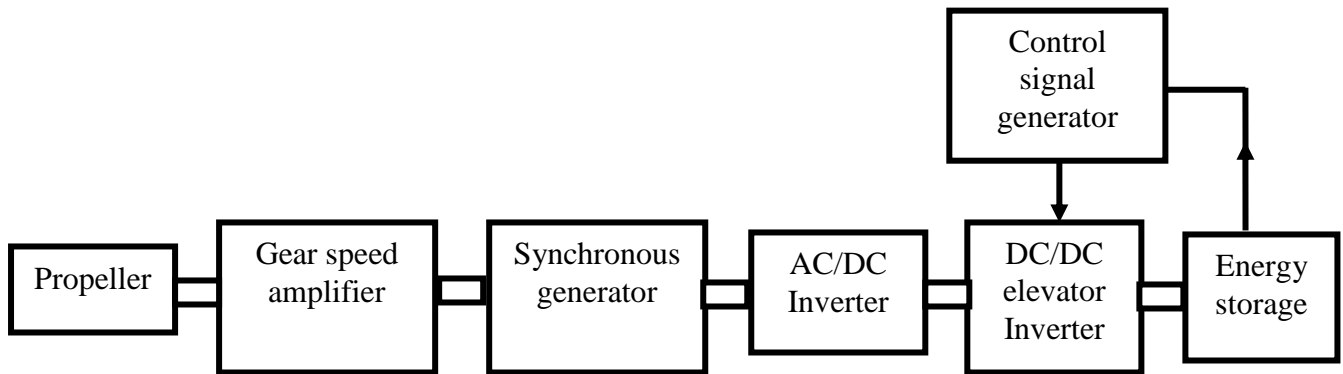 Control
signal
generator
Propeller
Gear speed
amplifier
Synchronous
generator
AC/DC
Inverter
DC/DC
elevator
Inverter
Energy
storage